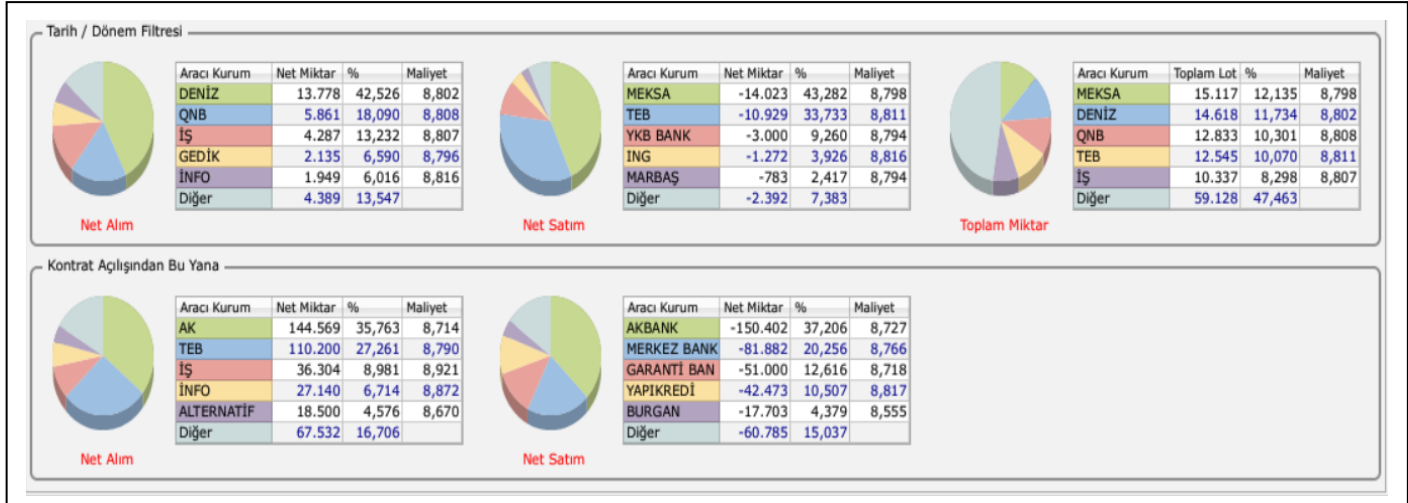 Tarih / Dönem Filtresi
Aracı Kurum Net Miktar % Maliyet
DENİZ 13.778 42,526 8,802
QNB 5.861 18,090 8,808
İŞ 4.287 13,232 8,807
GEDİK 2.135 6,590 8,796
İNFO 1.949 6,016 8,816
Diğer 4.389 13,547
Net Alım
Aracı Kurum Net Miktar % Maliyet
MEKSA -14.023 43,282 8,798
TEB -10.929 33,733 8,811
YKB BANK -3.000 9,260 8,794
ING -1.272 3,926 8,816
MARBAŞ -783 2,417 8,794
Diğer -2.392 7,383
Net Satım
Aracı Kurum Toplam Lot % Maliyet
MEKSA 15.117 12,135 8,798
DENİZ 14.618 11,734 8,802
QNB 12.833 10,301 8,808
TEB 12.545 10,070 8,811
İŞ 10.337 8,298 8,807
Diğer 59.128 47,463
Toplam Miktar
Kontrat Açılışından Bu Yana
Aracı Kurum Net Miktar % Maliyet
AK 144.569 35,763 8,714
TEB 110.200 27,261 8,790
İŞ 36.304 8,981 8,921
İNFO 27.140 6,714 8,872
ALTERNATİF 18.500 4,576 8,670
Diğer 67.532 16,706
Net Alım
Aracı Kurum Net Miktar % Maliyet
AKBANK -150.402 37,206 8,727
MERKEZ BANK -81.882 20,256 8,766
GARANTİ BAN -51.000 12,616 8,718
YAPIKREDİ -42.473 10,507 8,817
BURGAN -17.703 4,379 8,555
Diğer -60.785 15,037
Net Satım